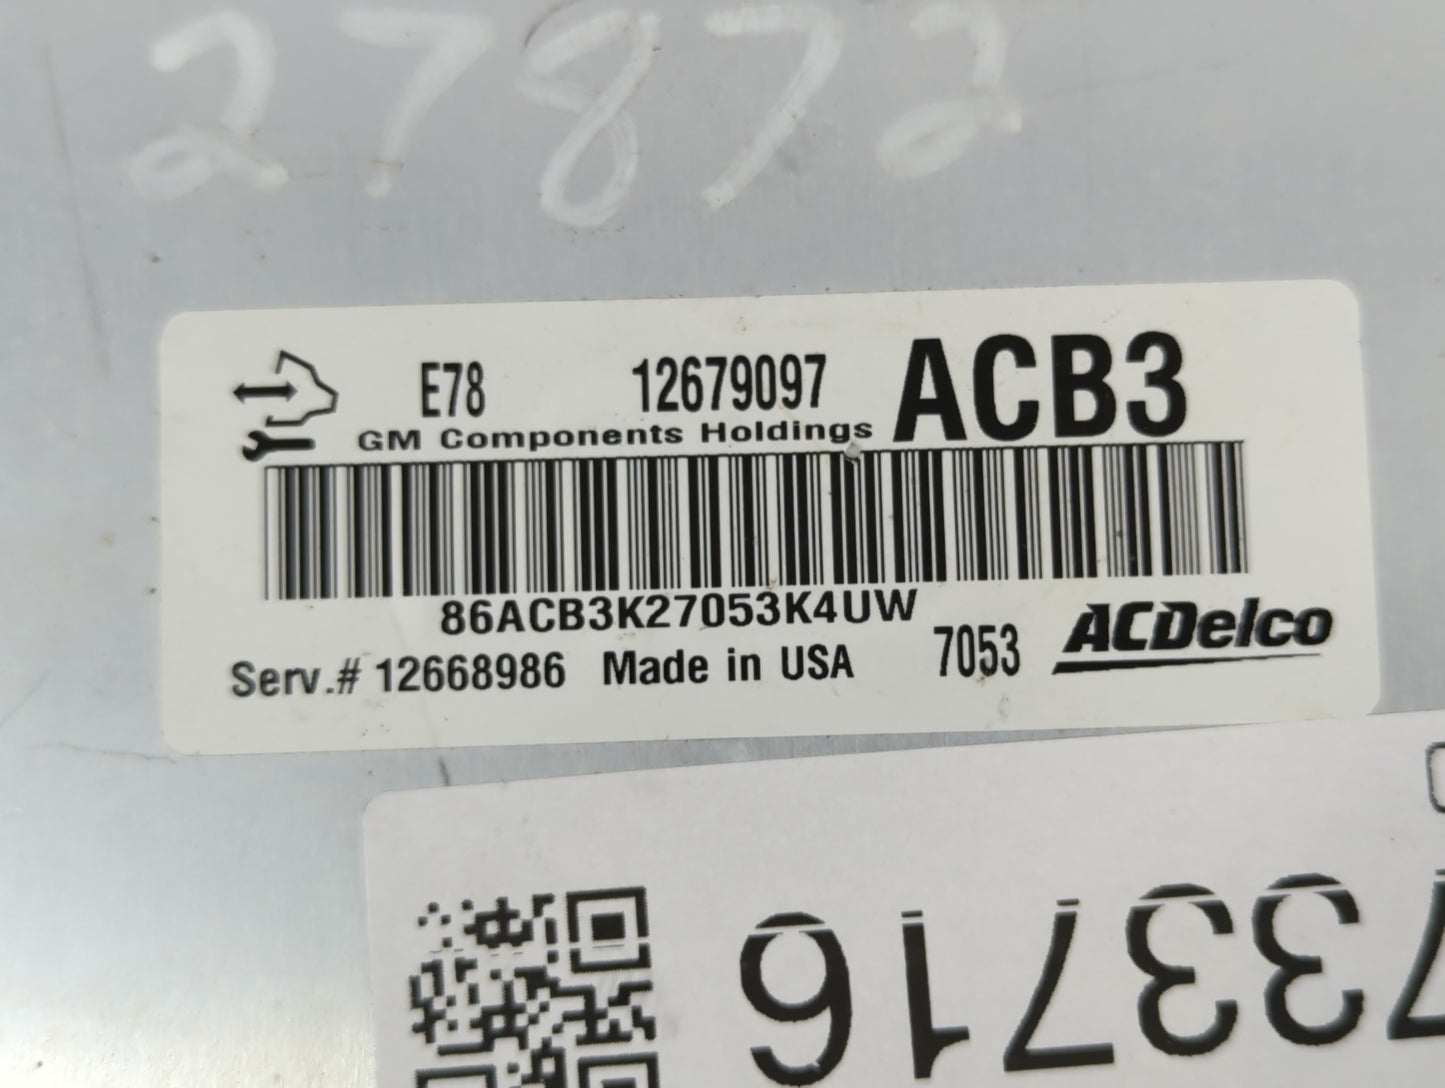 27872
E78 12679097 ACB3
GM Components Holdings
86ACB3K27053K4UW
Serv.# 12668986 Made in USA 7053 ACDelco
733716